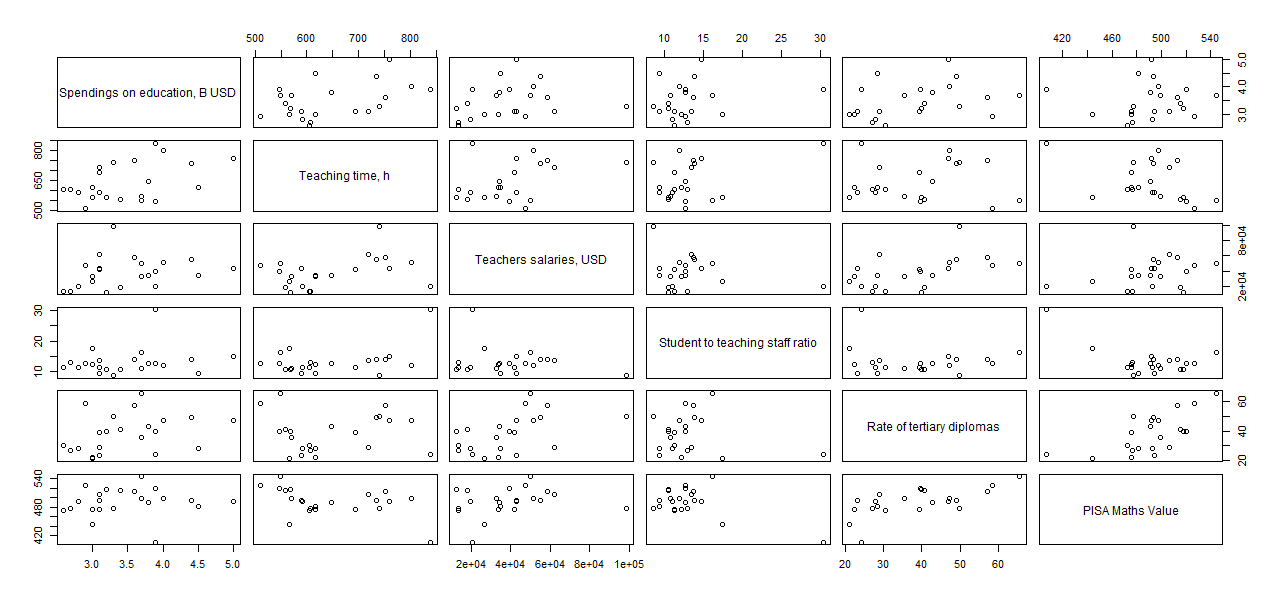 500 600 700 800 10 15 20 25 30 420 460 500 540
Spendings on education, B USD
3.0 4.0 5.0
500 650 800
Teaching time, h
Teachers salaries, USD
2e+04 8e+04
10 20 30
Student to teaching staff ratio
Rate of tertiary diplomas
20 40 60
420 480 540
PISA Maths Value
3.0 3.5 4.0 4.5 5.0 2e+04 4e+04 6e+04 8e+04 1e+05 20 30 40 50 60